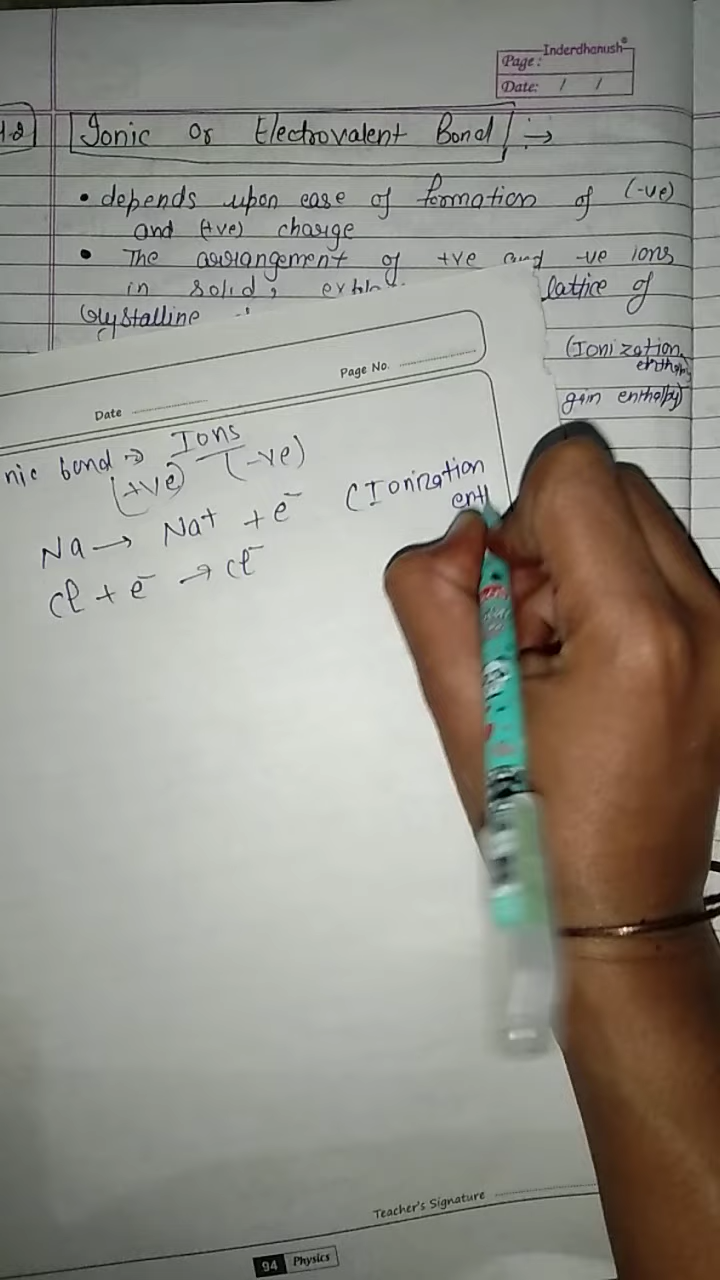 Inderdhanush
Page :
Date: / /
Ionic or Electrovalent Bond →
• depends upon ease of formation of (-ve)
and (+ve) charge
• The arrangement of +ve and -ve ions
in solid, lattice of
Crystalline
(Ionization
enthalpy
gain enthalpy)
Page No.
Date
bond ⇒ Ions
(+ve) (-ve)
Na → Na+ + e- (Ionization
enth
Cl + e- → Cl-
Teacher's Signature
94 Physics